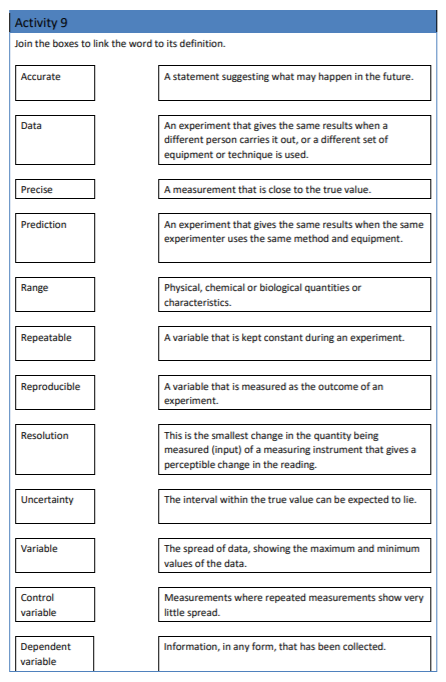 Activity 9
Join the boxes to link the word to its definition.
Accurate
A statement suggesting what may happen in the future.
Data
An experiment that gives the same results when a
different person carries it out, or a different set of
equipment or technique is used.
Precise
A measurement that is close to the true value.
Prediction
An experiment that gives the same results when the same
experimenter uses the same method and equipment.
Range
Physical, chemical or biological quantities or
characteristics.
Repeatable
A variable that is kept constant during an experiment.
Reproducible
A variable that is measured as the outcome of an
experiment.
Resolution
This is the smallest change in the quantity being
measured (input) of a measuring instrument that gives a
perceptible change in the reading.
Uncertainty
The interval within the true value can be expected to lie.
Variable
The spread of data, showing the maximum and minimum
values of the data.
Control
variable
Measurements where repeated measurements show very
little spread.
Dependent
variable
Information, in any form, that has been collected.